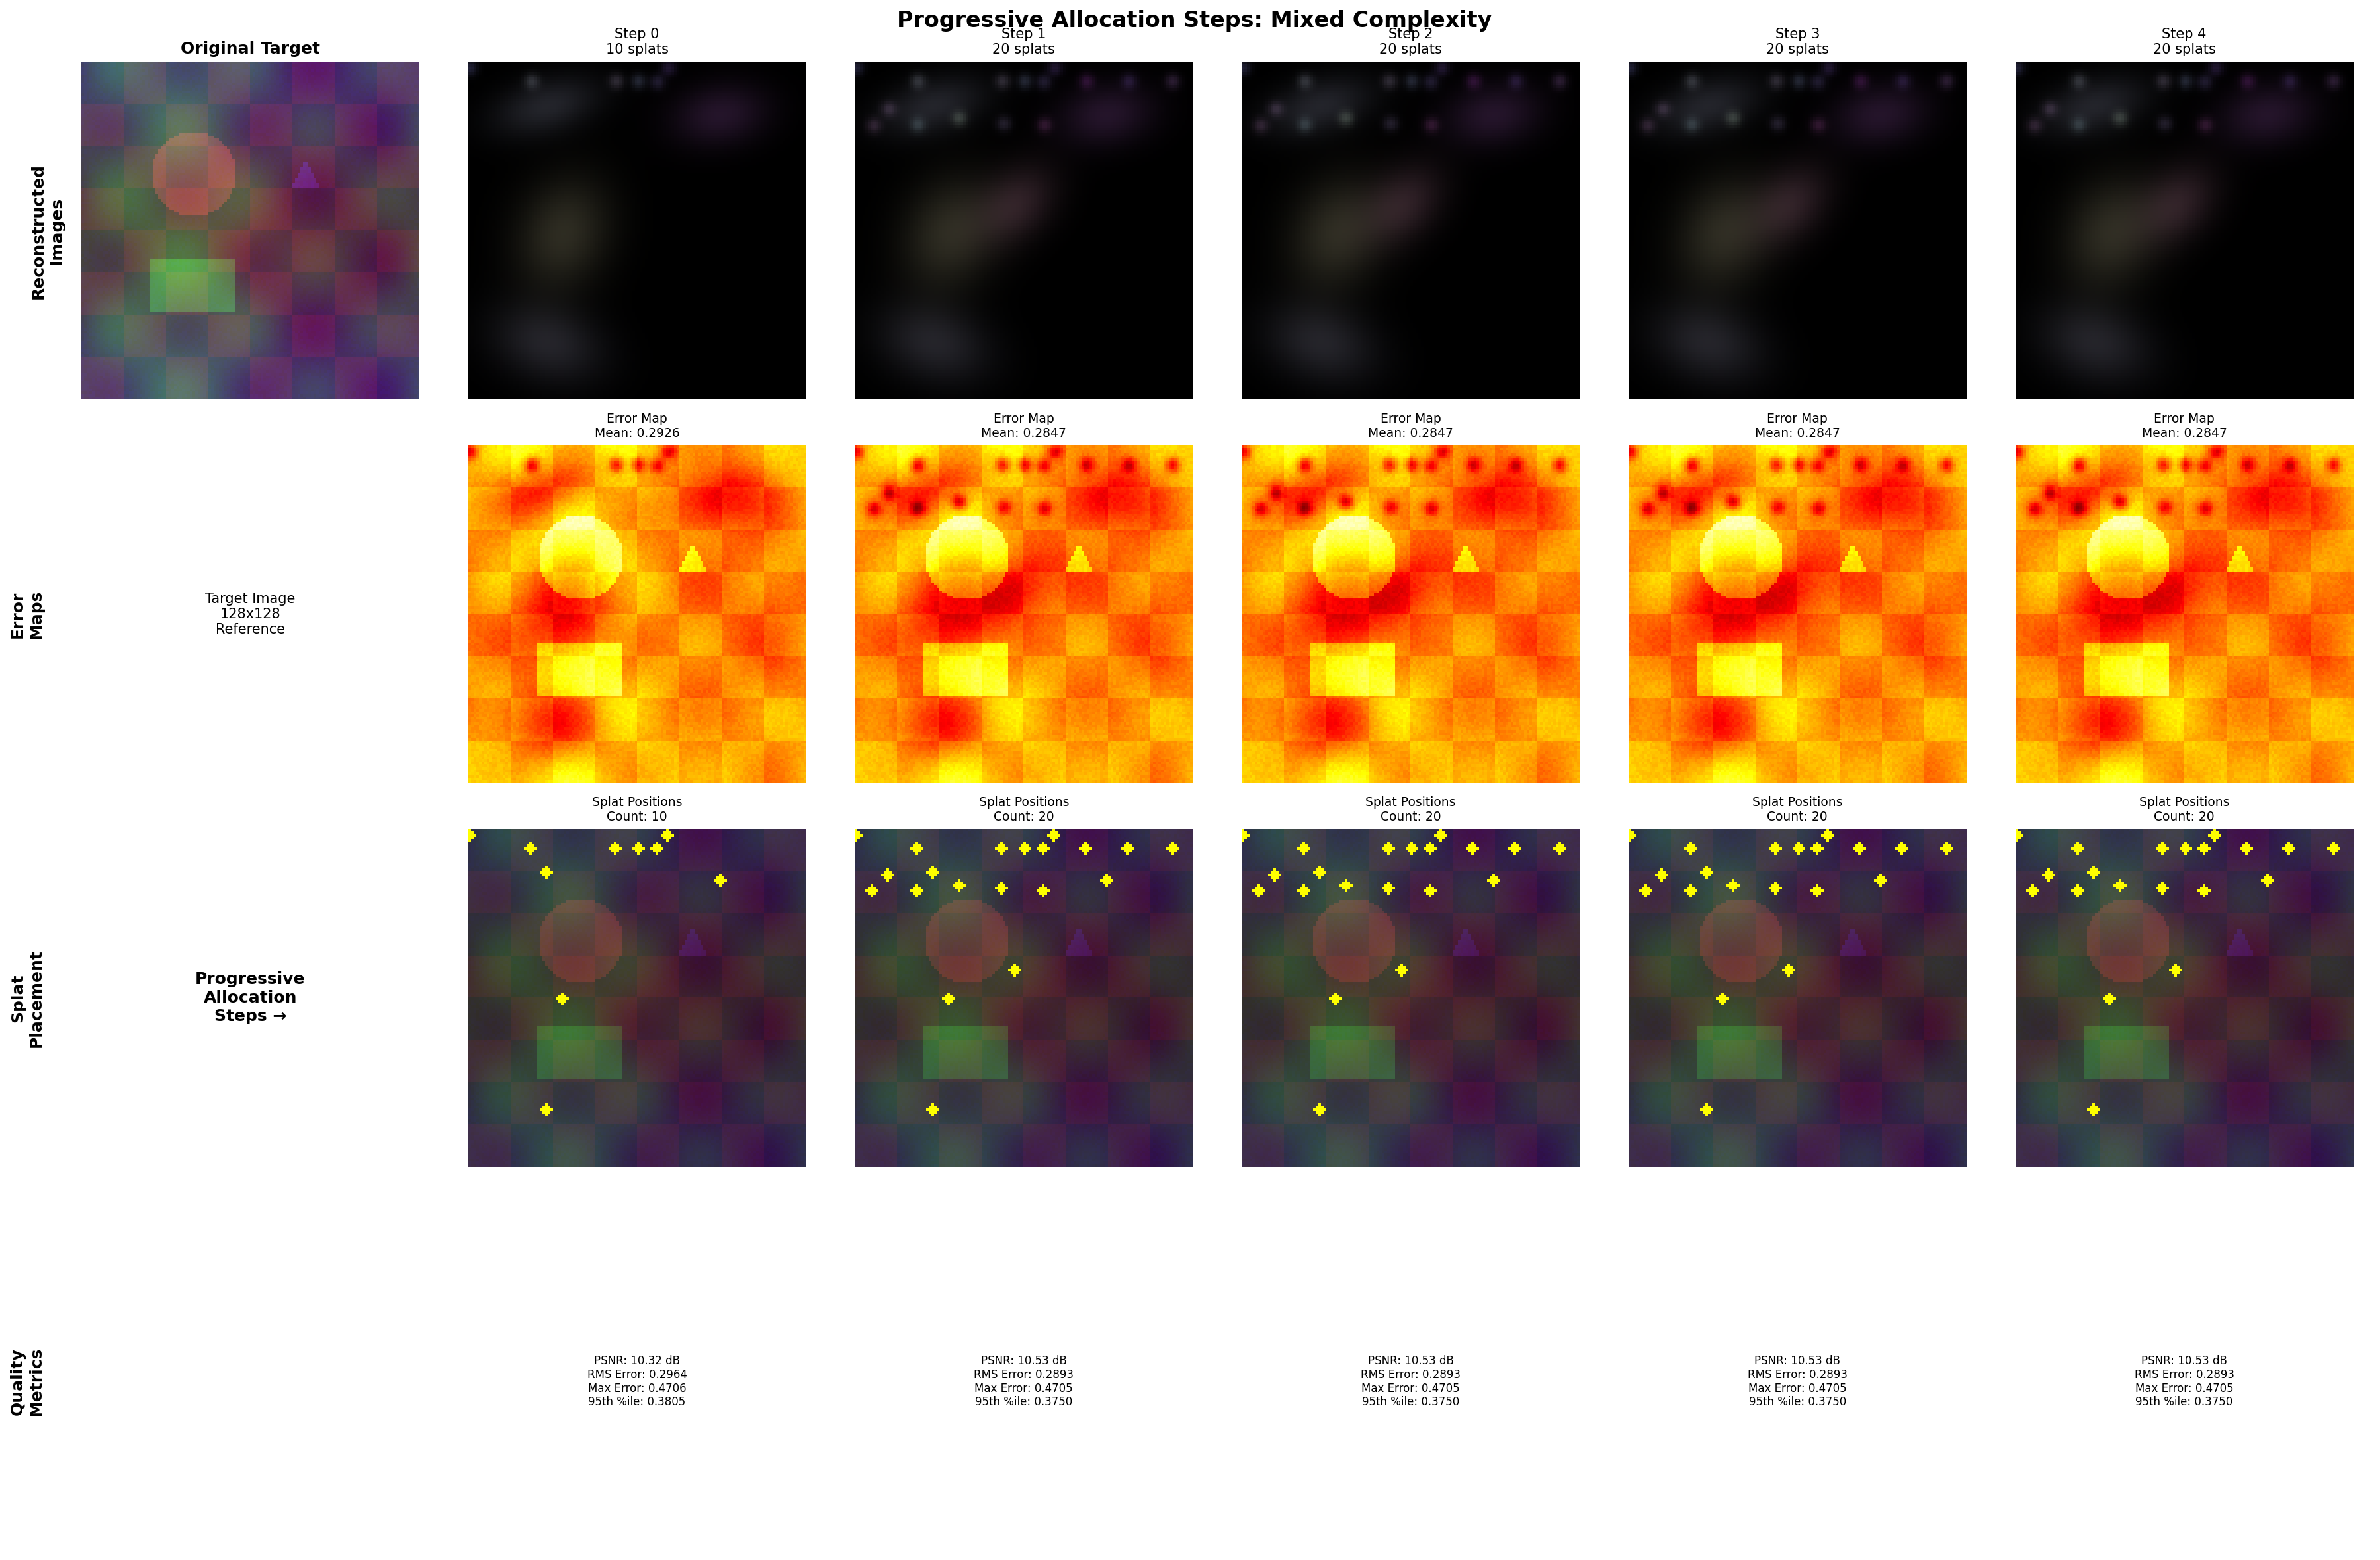 Progressive Allocation Steps: Mixed Complexity
Original Target
Step 0
10 splats
Step 1
20 splats
Step 2
20 splats
Step 3
20 splats
Step 4
20 splats
Reconstructed
Images
Error Map
Mean: 0.2926
Error Map
Mean: 0.2847
Error Map
Mean: 0.2847
Error Map
Mean: 0.2847
Error Map
Mean: 0.2847
Error
Maps
Target Image
128x128
Reference
Splat Positions
Count: 10
Splat Positions
Count: 20
Splat Positions
Count: 20
Splat Positions
Count: 20
Splat Positions
Count: 20
Splat
Placement
Progressive
Allocation
Steps →
Quality
Metrics
PSNR: 10.32 dB
RMS Error: 0.2964
Max Error: 0.4706
95th %ile: 0.3805
PSNR: 10.53 dB
RMS Error: 0.2893
Max Error: 0.4705
95th %ile: 0.3750
PSNR: 10.53 dB
RMS Error: 0.2893
Max Error: 0.4705
95th %ile: 0.3750
PSNR: 10.53 dB
RMS Error: 0.2893
Max Error: 0.4705
95th %ile: 0.3750
PSNR: 10.53 dB
RMS Error: 0.2893
Max Error: 0.4705
95th %ile: 0.3750